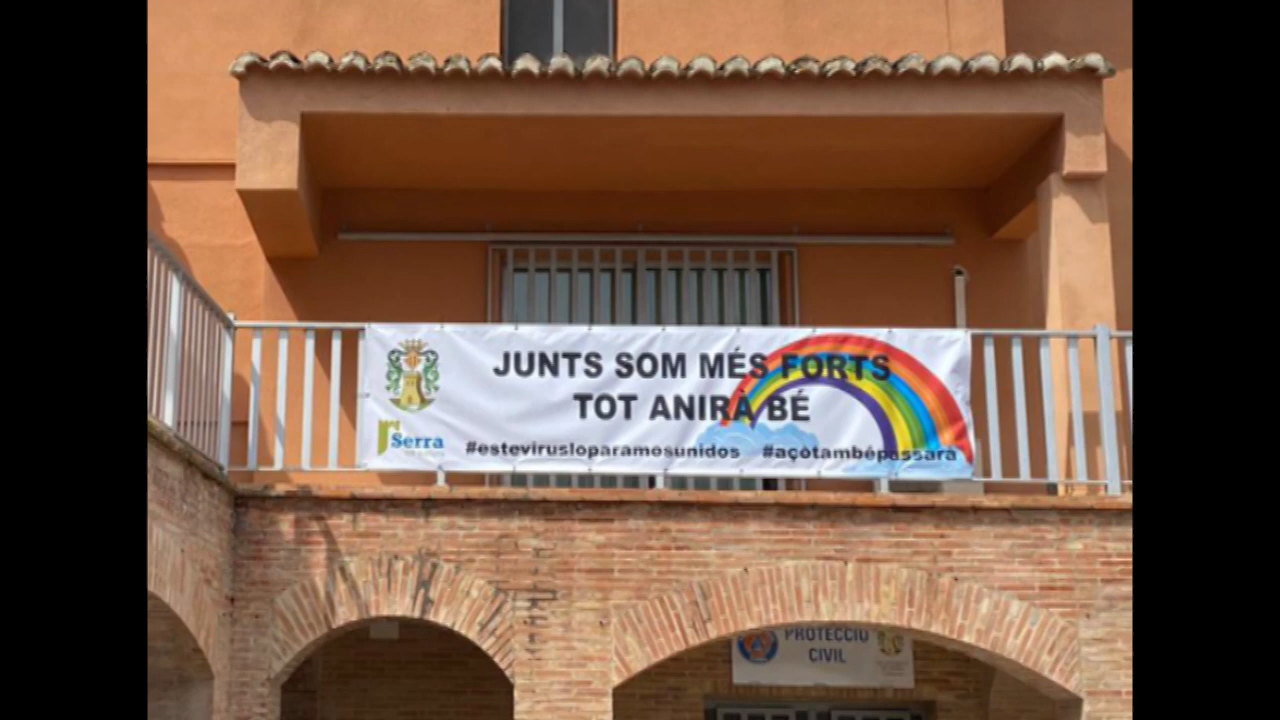 JUNTS SOM MÉS FORTS
TOT ANIRÀ BÉ
Serra
#estevirusloparamosunidos #açòtambépassarà
PROTECCIÓ
CIVIL